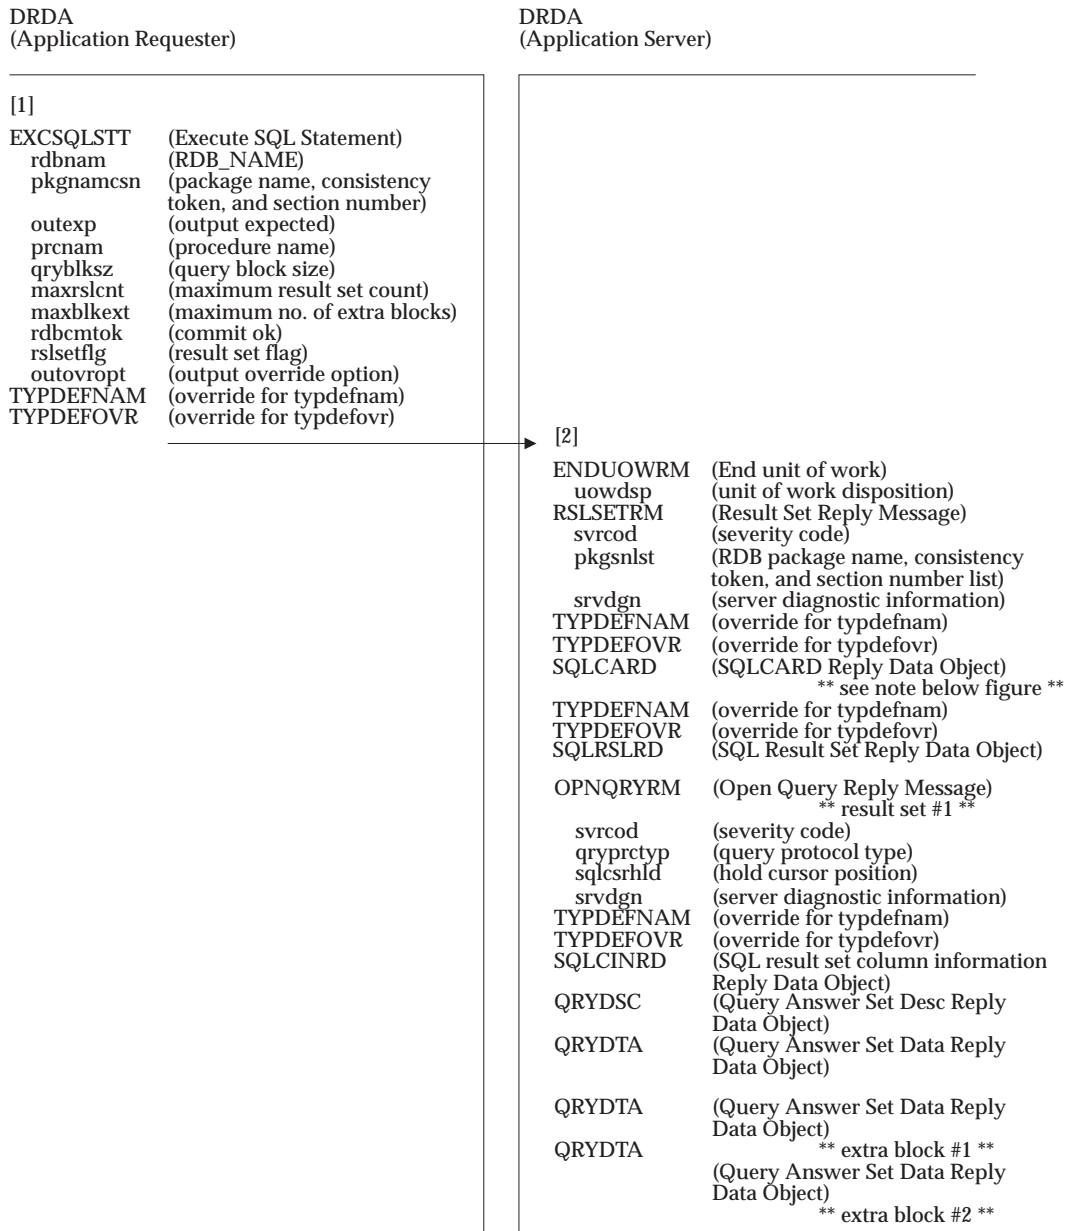 DRDA
(Application Requester)
DRDA
(Application Server)
[1]
EXCSQLSTT (Execute SQL Statement)
rdbnam (RDB_NAME)
pkgnamcsn (package name, consistency
token, and section number)
outexp (output expected)
prcnam (procedure name)
qryblksz (query block size)
maxrslcnt (maximum result set count)
maxblkext (maximum no. of extra blocks)
rdbcmtok (commit ok)
rslsetflg (result set flag)
outovropt (output override option)
TYPDEFNAM (override for typdefnam)
TYPDEFOVR (override for typdefovr)
[2]
ENDUOWRM (End unit of work)
uowdsp (unit of work disposition)
RSLSETRM (Result Set Reply Message)
svrcod (severity code)
pkgsnlst (RDB package name, consistency
token, and section number list)
srvdgn (server diagnostic information)
TYPDEFNAM (override for typdefnam)
TYPDEFOVR (override for typdefovr)
SQLCARD (SQLCARD Reply Data Object)
** see note below figure **
TYPDEFNAM (override for typdefnam)
TYPDEFOVR (override for typdefovr)
SQLRSLRD (SQL Result Set Reply Data Object)
OPNQRYRM (Open Query Reply Message)
** result set #1 **
svrcod (severity code)
qryprctyp (query protocol type)
sqlcsrhld (hold cursor position)
srvdgn (server diagnostic information)
TYPDEFNAM (override for typdefnam)
TYPDEFOVR (override for typdefovr)
SQLCINRD (SQL result set column information
Reply Data Object)
QRYDSC (Query Answer Set Desc Reply
Data Object)
QRYDTA (Query Answer Set Data Reply
Data Object)
QRYDTA (Query Answer Set Data Reply
Data Object)
QRYDTA ** extra block #1 **
(Query Answer Set Data Reply
Data Object)
** extra block #2 **